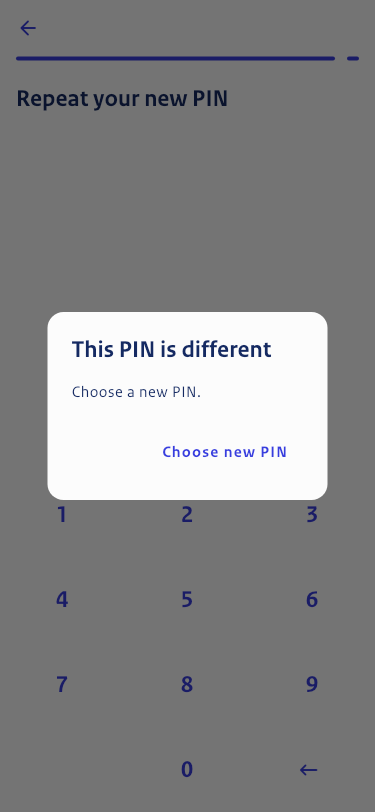 Repeat your new PIN
This PIN is different
Choose a new PIN.
Choose new PIN
1 2 3
4 5 6
7 8 9
0